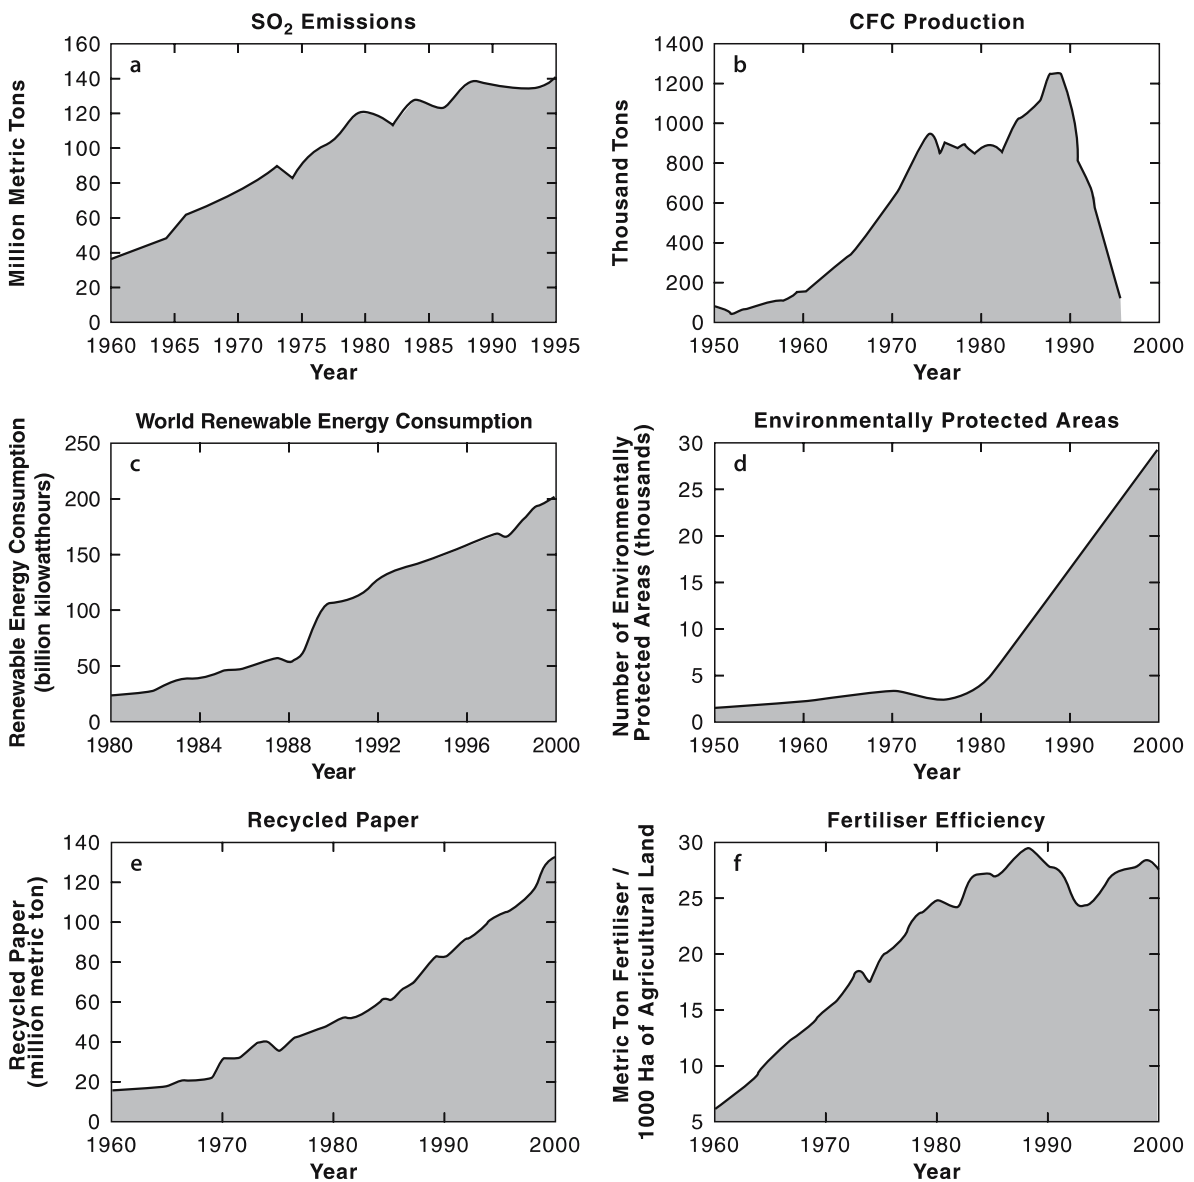 SO2 Emissions
a
160
140
120
100
80
60
40
20
0
Million Metric Tons
1960 1965 1970 1975 1980 1985 1990 1995
Year
CFC Production
b
1400
1200
1000
800
600
400
200
0
Thousand Tons
1950 1960 1970 1980 1990 2000
Year
World Renewable Energy Consumption
c
250
200
150
100
50
0
Renewable Energy Consumption
(billion kilowatthours)
1980 1984 1988 1992 1996 2000
Year
Environmentally Protected Areas
d
30
25
20
15
10
5
0
Number of Environmentally
Protected Areas (thousands)
1950 1960 1970 1980 1990 2000
Year
Recycled Paper
e
140
120
100
80
60
40
20
0
Recycled Paper
(million metric ton)
1960 1970 1980 1990 2000
Year
Fertiliser Efficiency
f
30
25
20
15
10
5
Metric Ton Fertiliser /
1000 Ha of Agricultural Land
1960 1970 1980 1990 2000
Year